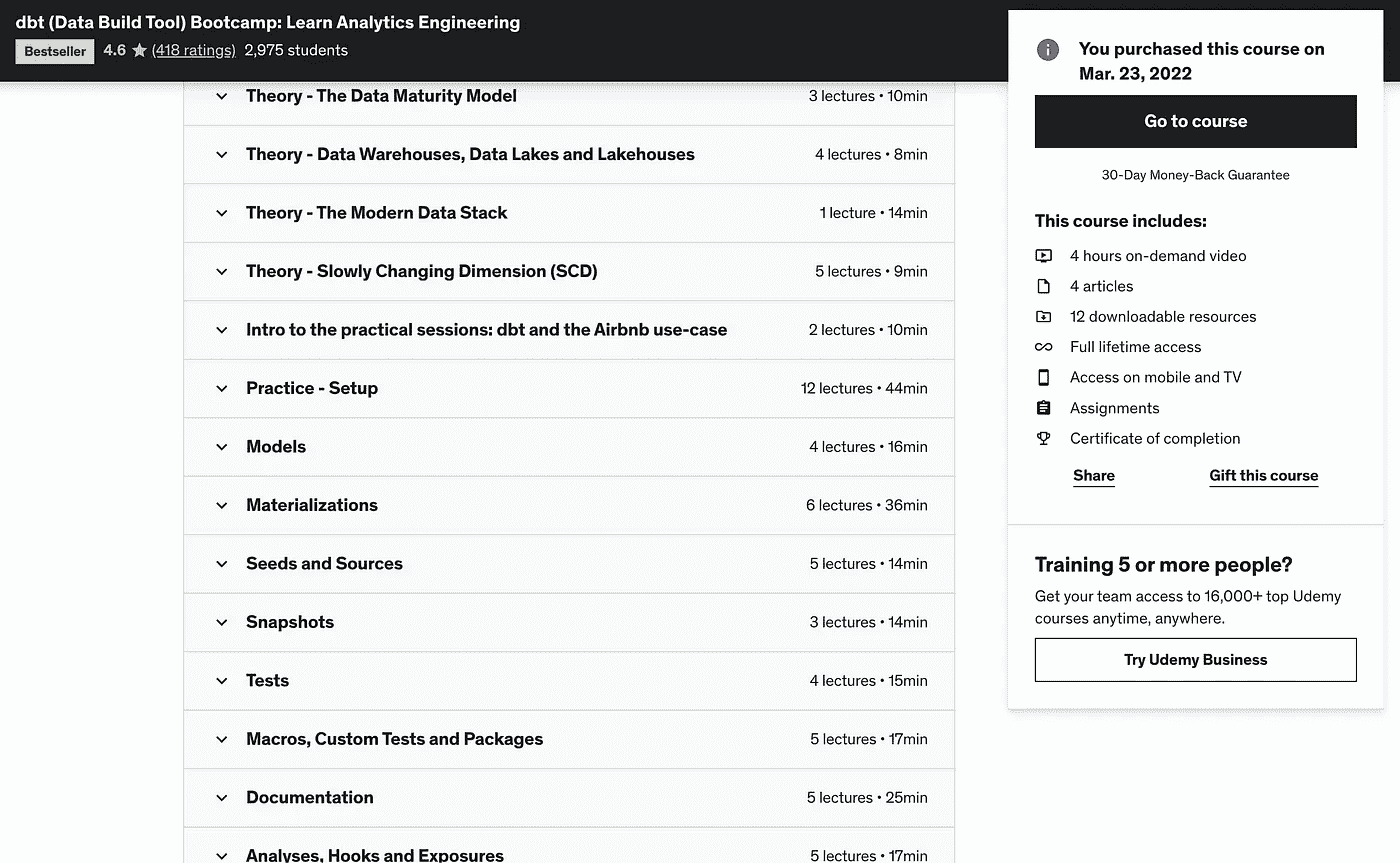 dbt (Data Build Tool) Bootcamp: Learn Analytics Engineering
Bestseller 4.6 ★ (418 ratings) 2,975 students
Theory - The Data Maturity Model 3 lectures • 10min
Theory - Data Warehouses, Data Lakes and Lakehouses 4 lectures • 8min
Theory - The Modern Data Stack 1 lecture • 14min
Theory - Slowly Changing Dimension (SCD) 5 lectures • 9min
Intro to the practical sessions: dbt and the Airbnb use-case 2 lectures • 10min
Practice - Setup 12 lectures • 44min
Models 4 lectures • 16min
Materializations 6 lectures • 36min
Seeds and Sources 5 lectures • 14min
Snapshots 3 lectures • 14min
Tests 4 lectures • 15min
Macros, Custom Tests and Packages 5 lectures • 17min
Documentation 5 lectures • 25min
Analyses, Hooks and Exposures 5 lectures • 17min
You purchased this course on
Mar. 23, 2022
Go to course
30-Day Money-Back Guarantee
This course includes:
4 hours on-demand video
4 articles
12 downloadable resources
Full lifetime access
Access on mobile and TV
Assignments
Certificate of completion
Share Gift this course
Training 5 or more people?
Get your team access to 16,000+ top Udemy
courses anytime, anywhere.
Try Udemy Business